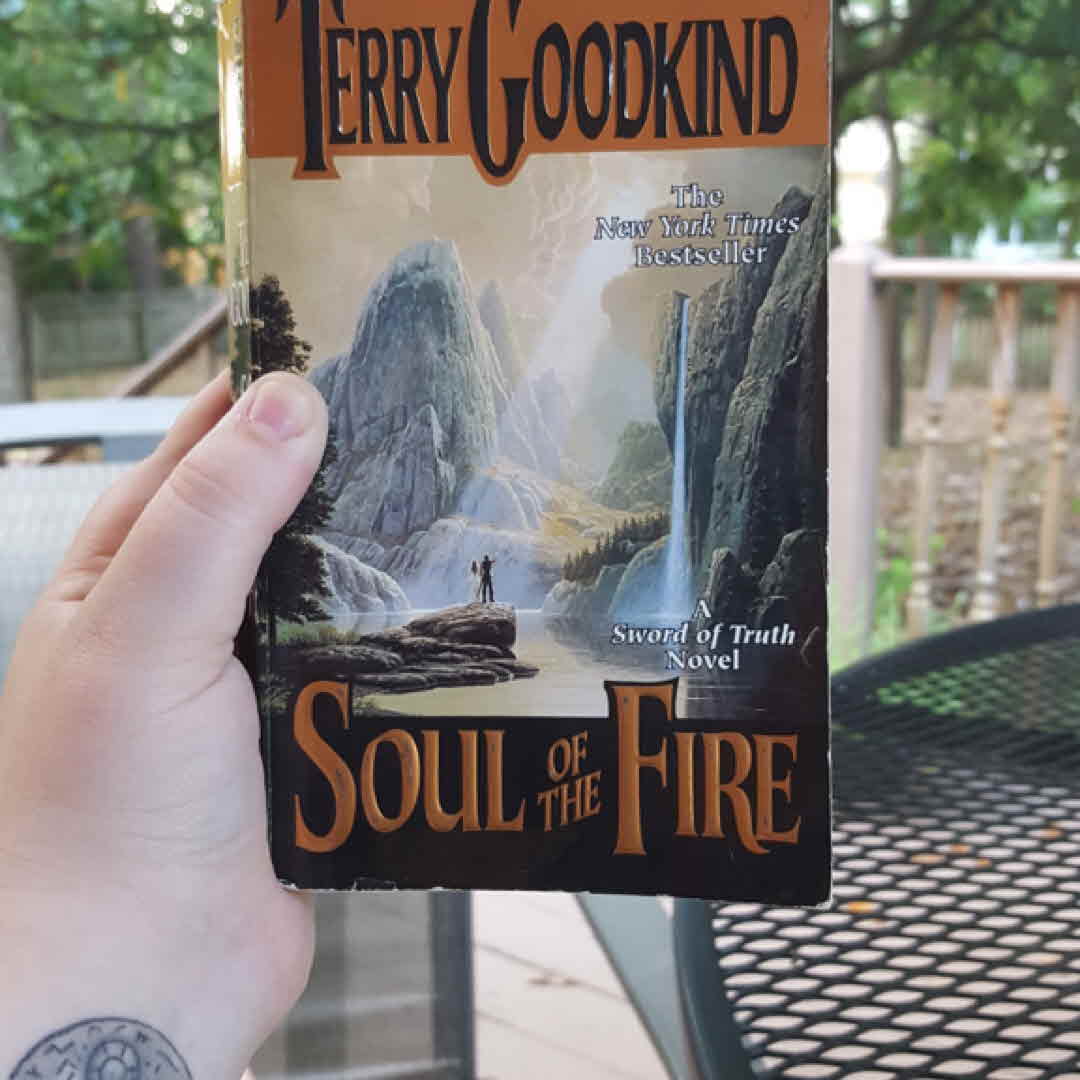 TERRY GOODKIND
The
New York Times
Bestseller
A
Sword of Truth
Novel
SOUL OF THE FIRE